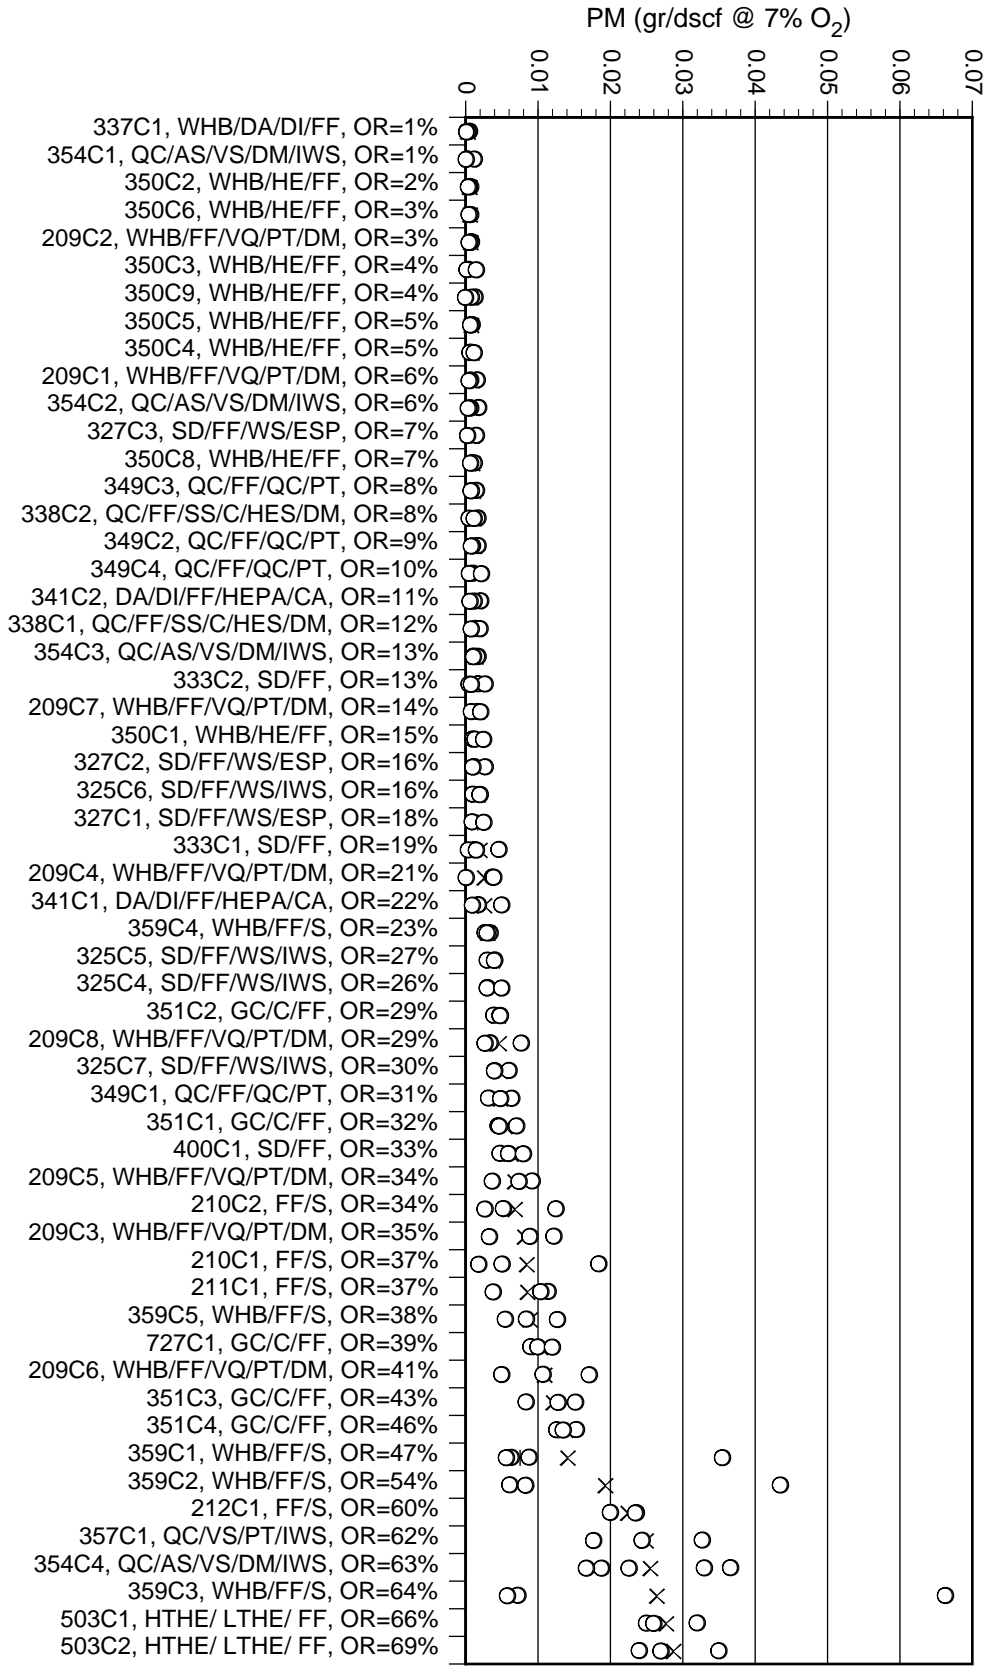 PM (gr/dscf @ 7% O2)
0 0.01 0.02 0.03 0.04 0.05 0.06 0.07
337C1, WHB/DA/DI/FF, OR=1%
354C1, QC/AS/VS/DM/IWS, OR=1%
350C2, WHB/HE/FF, OR=2%
350C6, WHB/HE/FF, OR=3%
209C2, WHB/FF/VQ/PT/DM, OR=3%
350C3, WHB/HE/FF, OR=4%
350C9, WHB/HE/FF, OR=4%
350C5, WHB/HE/FF, OR=5%
350C4, WHB/HE/FF, OR=5%
209C1, WHB/FF/VQ/PT/DM, OR=6%
354C2, QC/AS/VS/DM/IWS, OR=6%
327C3, SD/FF/WS/ESP, OR=7%
350C8, WHB/HE/FF, OR=7%
349C3, QC/FF/QC/PT, OR=8%
338C2, QC/FF/SS/C/HES/DM, OR=8%
349C2, QC/FF/QC/PT, OR=9%
349C4, QC/FF/QC/PT, OR=10%
341C2, DA/DI/FF/HEPA/CA, OR=11%
338C1, QC/FF/SS/C/HES/DM, OR=12%
354C3, QC/AS/VS/DM/IWS, OR=13%
333C2, SD/FF, OR=13%
209C7, WHB/FF/VQ/PT/DM, OR=14%
350C1, WHB/HE/FF, OR=15%
327C2, SD/FF/WS/ESP, OR=16%
325C6, SD/FF/WS/IWS, OR=16%
327C1, SD/FF/WS/ESP, OR=18%
333C1, SD/FF, OR=19%
209C4, WHB/FF/VQ/PT/DM, OR=21%
341C1, DA/DI/FF/HEPA/CA, OR=22%
359C4, WHB/FF/S, OR=23%
325C5, SD/FF/WS/IWS, OR=27%
325C4, SD/FF/WS/IWS, OR=26%
351C2, GC/C/FF, OR=29%
209C8, WHB/FF/VQ/PT/DM, OR=29%
325C7, SD/FF/WS/IWS, OR=30%
349C1, QC/FF/QC/PT, OR=31%
351C1, GC/C/FF, OR=32%
400C1, SD/FF, OR=33%
209C5, WHB/FF/VQ/PT/DM, OR=34%
210C2, FF/S, OR=34%
209C3, WHB/FF/VQ/PT/DM, OR=35%
210C1, FF/S, OR=37%
211C1, FF/S, OR=37%
359C5, WHB/FF/S, OR=38%
727C1, GC/C/FF, OR=39%
209C6, WHB/FF/VQ/PT/DM, OR=41%
351C3, GC/C/FF, OR=43%
351C4, GC/C/FF, OR=46%
359C1, WHB/FF/S, OR=47%
359C2, WHB/FF/S, OR=54%
212C1, FF/S, OR=60%
357C1, QC/VS/PT/IWS, OR=62%
354C4, QC/AS/VS/DM/IWS, OR=63%
359C3, WHB/FF/S, OR=64%
503C1, HTHE/ LTHE/ FF, OR=66%
503C2, HTHE/ LTHE/ FF, OR=69%